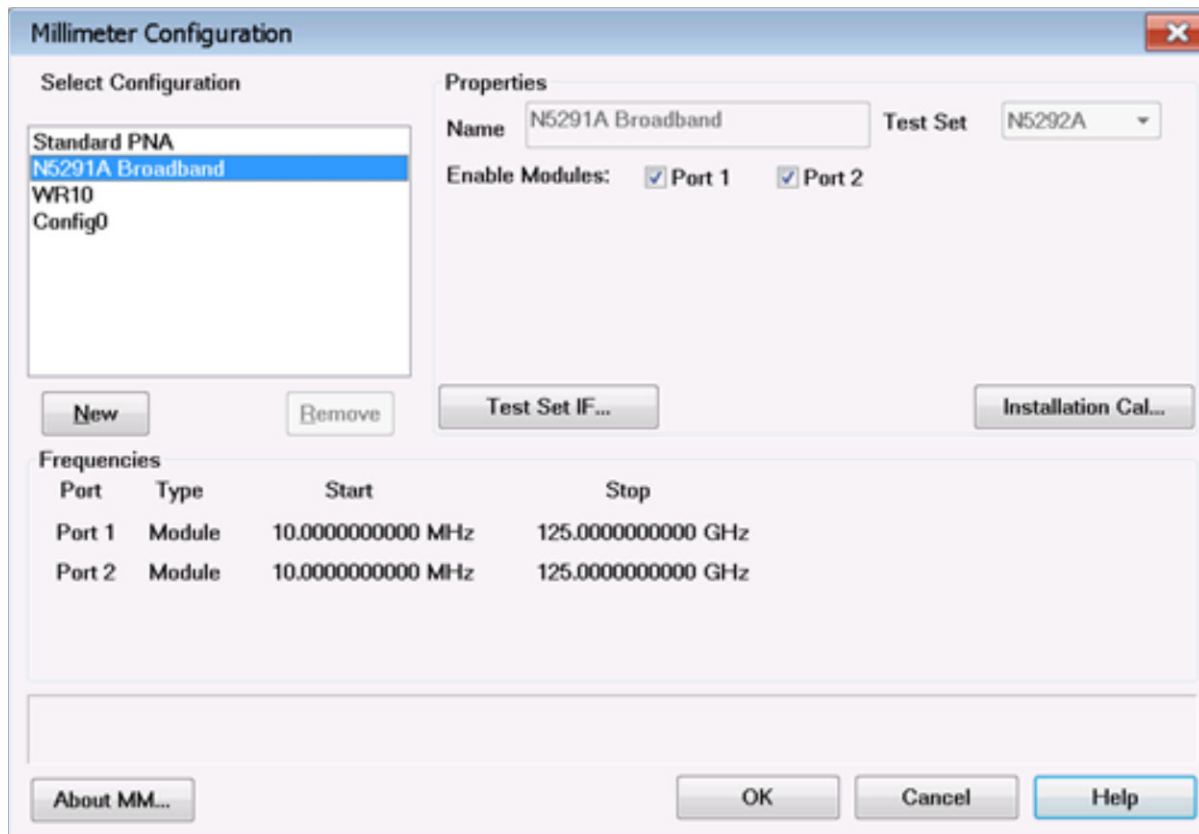 Millimeter Configuration
Select Configuration
Standard PNA
N5291A Broadband
WR10
Config0
New
Remove
Properties
Name N5291A Broadband Test Set N5292A
Enable Modules: Port 1 Port 2
Test Set IF... Installation Cal...
Frequencies
Port Type Start Stop
Port 1 Module 10.0000000000 MHz 125.0000000000 GHz
Port 2 Module 10.0000000000 MHz 125.0000000000 GHz
About MM... OK Cancel Help